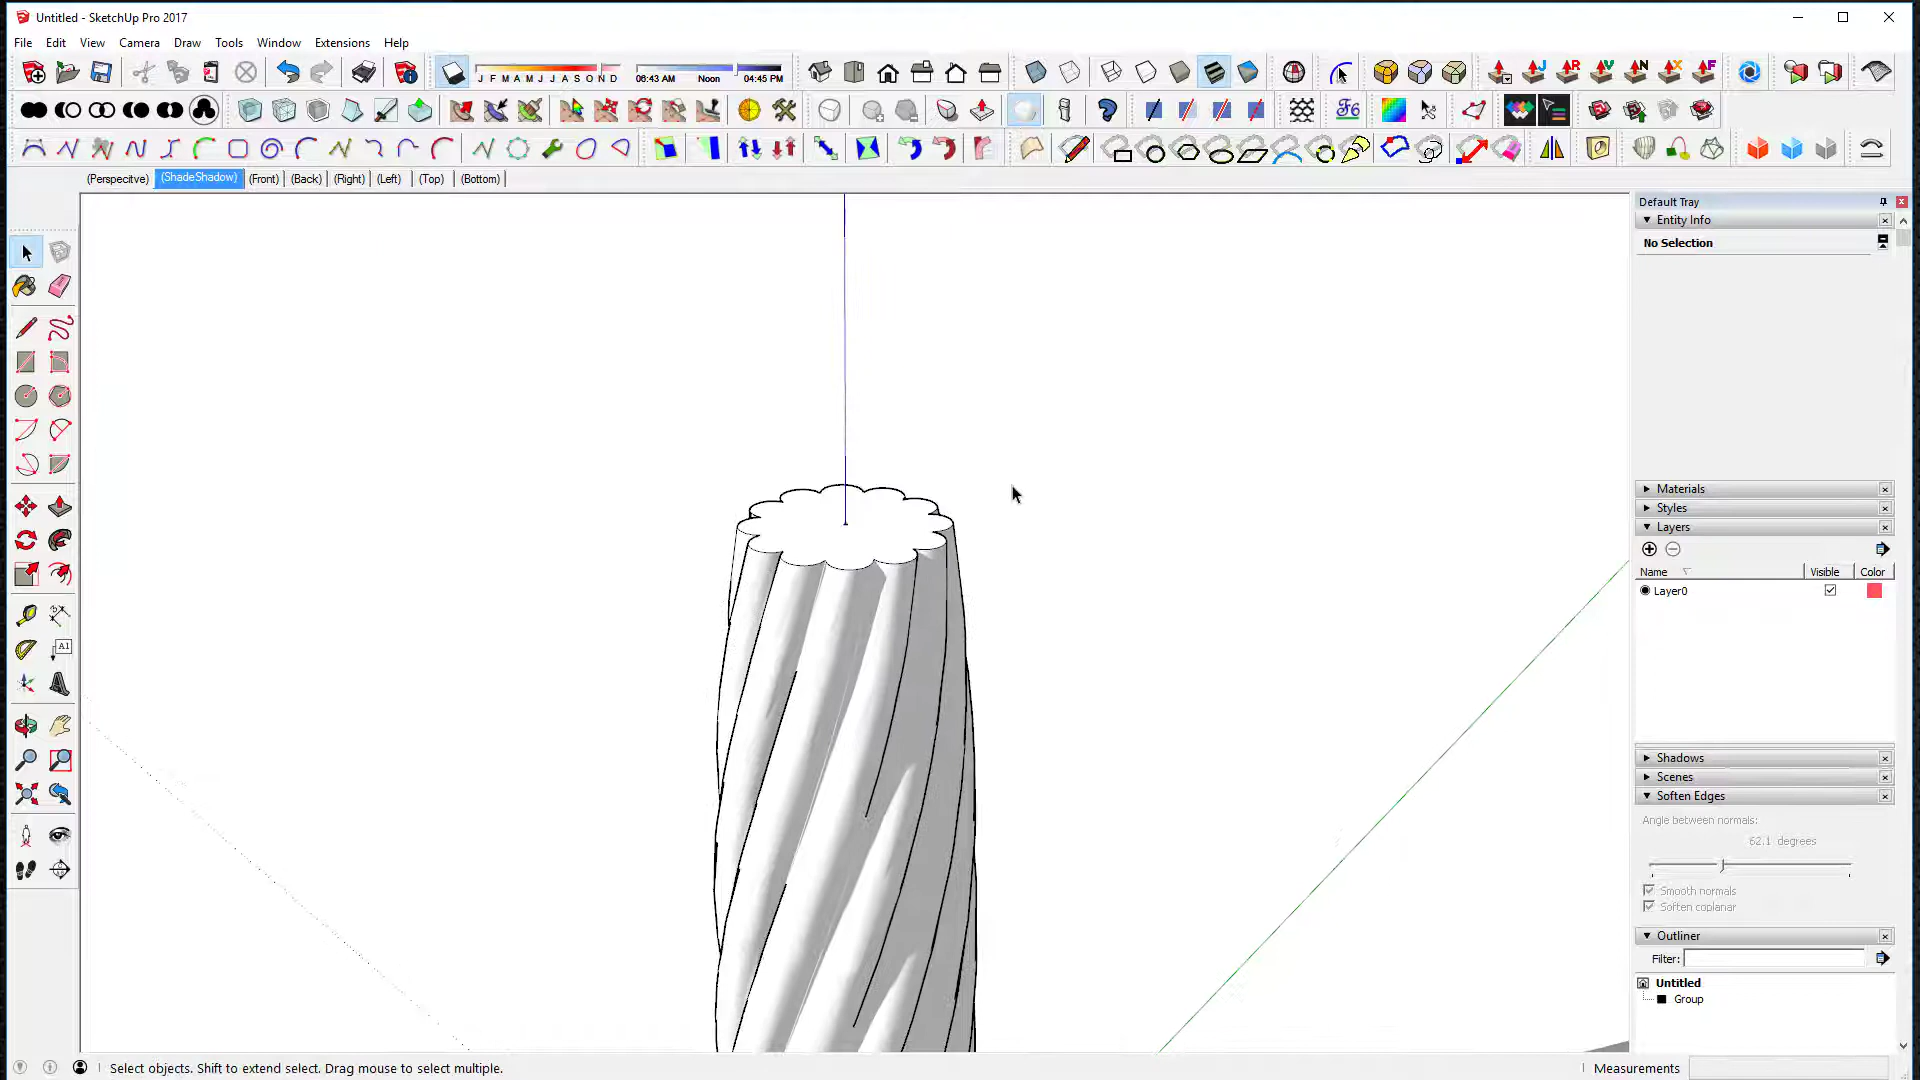 Untitled - SketchUp Pro 2017
File Edit View Camera Draw Tools Window Extensions Help
J F M A M J J A S O N D
06:43 AM Noon 04:45 PM
(Perspecitve) (ShadeShadow) (Front) (Back) (Right) (Left) (Top) (Bottom)
Default Tray
Entity Info
No Selection
Materials
Styles
Layers
Name Visible Color
Layer0
Shadows
Scenes
Soften Edges
Angle between normals:
62.1 degrees
Smooth normals
Soften coplanar
Outliner
Filter:
Untitled
Group
Select objects. Shift to extend select. Drag mouse to select multiple.
Measurements